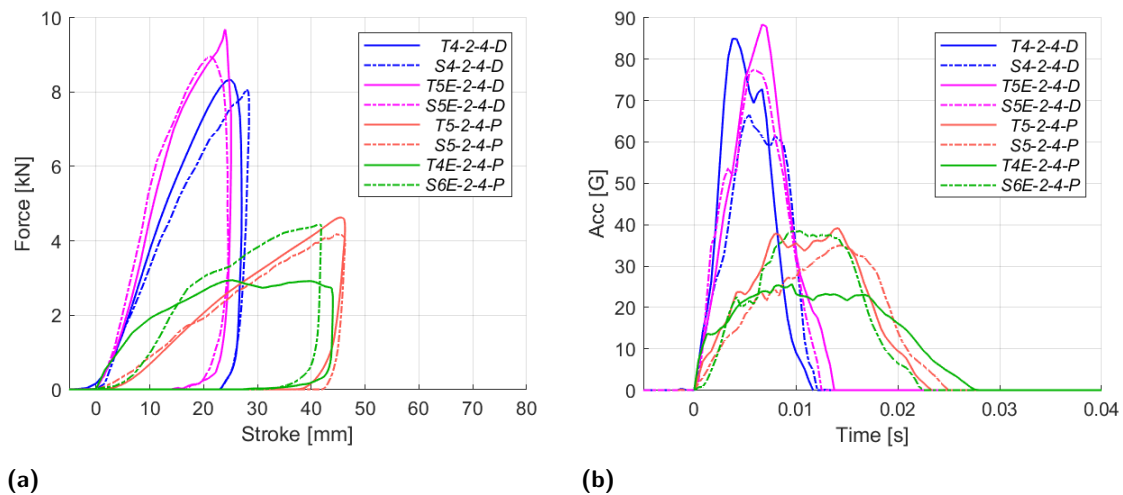 10
8
6
4
2
0
Force [kN]
0
10
20
30
40
50
60
70
80
Stroke [mm]
T4-2-4-D
S4-2-4-D
T5E-2-4-D
S5E-2-4-D
T5-2-4-P
S5-2-4-P
T4E-2-4-P
S6E-2-4-P
(a)
90
80
70
60
50
40
30
20
10
0
Acc [G]
0
0.01
0.02
0.03
0.04
Time [s]
T4-2-4-D
S4-2-4-D
T5E-2-4-D
S5E-2-4-D
T5-2-4-P
S5-2-4-P
T4E-2-4-P
S6E-2-4-P
(b)